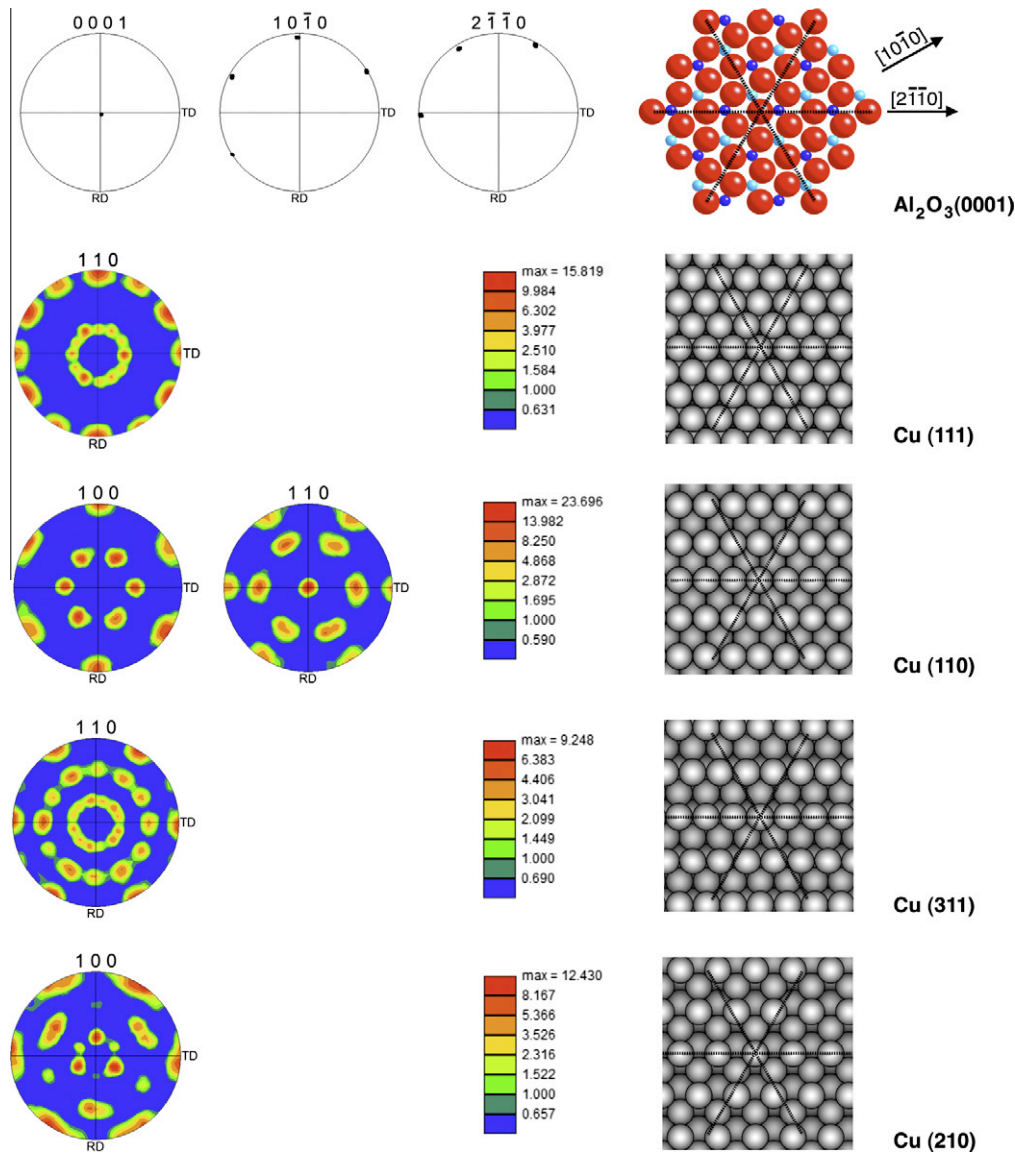 0 0 0 1
1 0 1̅ 0
2 1̅ 1̅ 0
TD
TD
TD
RD
RD
RD
[101̅0]
[21̅1̅0]
Al₂O₃(0001)
1 1 0
TD
RD
max = 15.819
9.984
6.302
3.977
2.510
1.584
1.000
0.631
Cu (111)
1 0 0
TD
RD
1 1 0
TD
RD
max = 23.696
13.982
8.250
4.868
2.872
1.695
1.000
0.590
Cu (110)
1 1 0
TD
RD
max = 9.248
6.383
4.406
3.041
2.099
1.449
1.000
0.690
Cu (311)
1 0 0
TD
RD
max = 12.430
8.167
5.366
3.526
2.316
1.522
1.000
0.657
Cu (210)